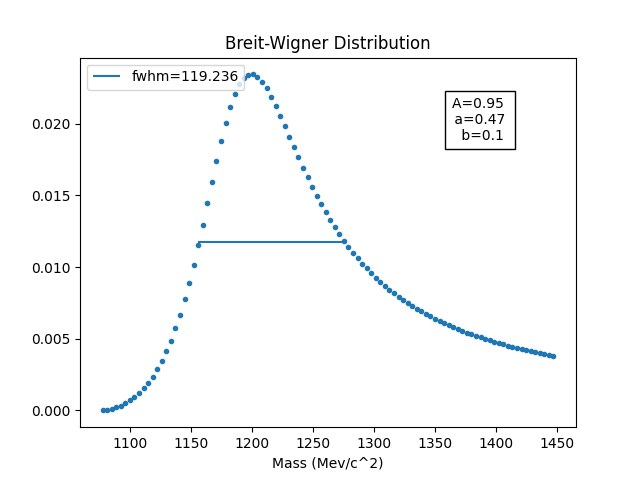 Breit-Wigner Distribution
fwhm=119.236
A=0.95
a=0.47
b=0.1
0.020
0.015
0.010
0.005
0.000
1100 1150 1200 1250 1300 1350 1400 1450
Mass (Mev/c^2)